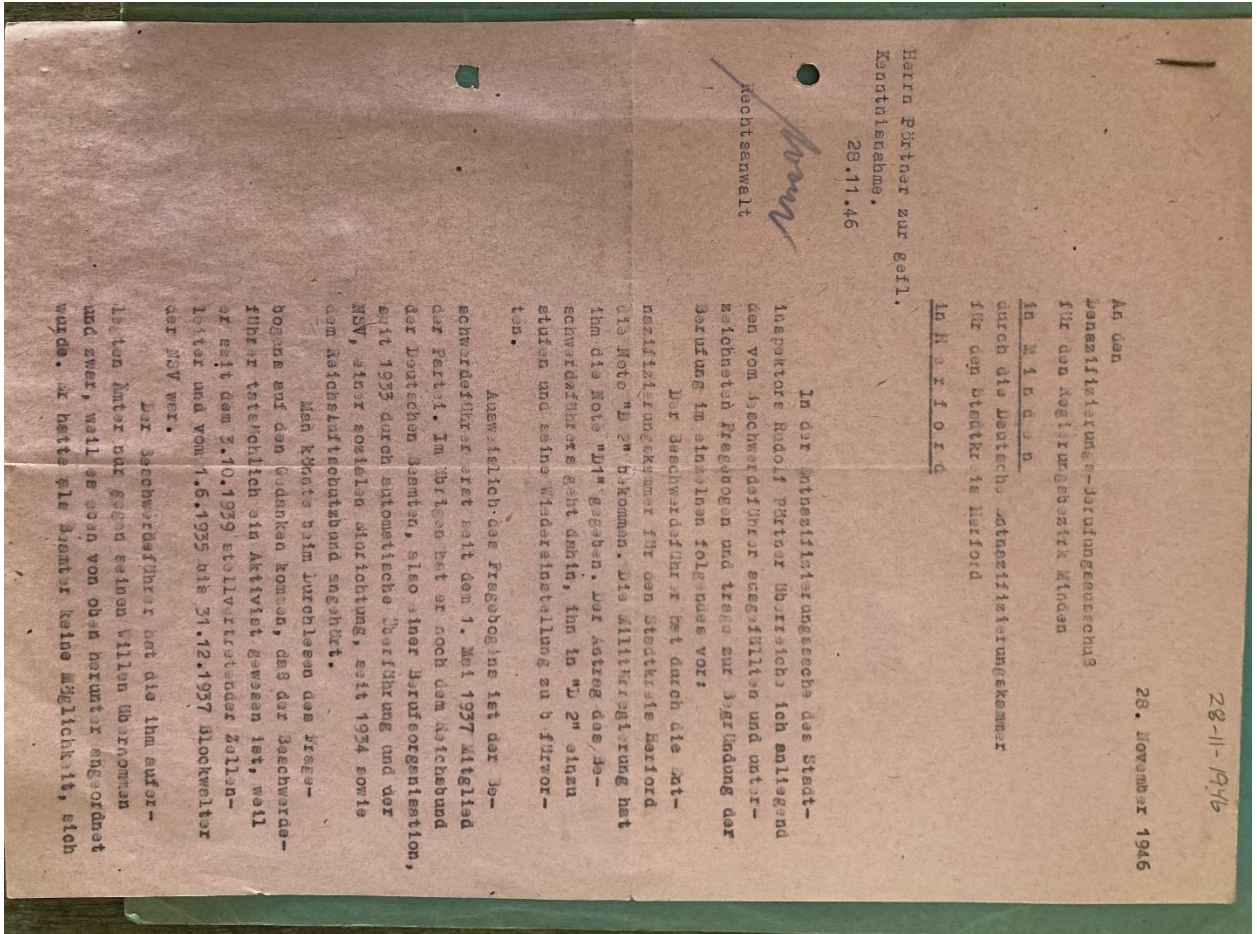 28-11-1946
28. November 1946
An den
Denazifizierungs-Berufungsausschuß
für den Regierungsbezirk Minden
in M i n d e n
durch die Deutsche Entnazifizierungskammer
für den Stadtkreis Herford
in H e r f o r d
Herrn Pörtner zur gefl.
Kenntnisnahme.
28.11.46
Rechtsanwalt
In der Entnazifizierungssache des Stadt-
inspektors Rudolf Pörtner überreiche ich anliegend
den vom Beschwerdeführer ausgefüllten und unter-
zeichneten Fragebogen und trage zur Begründung der
Berufung im einzelnen folgendes vor:
Der Beschwerdeführer hat durch die Ent-
nazifizierungskammer für den Stadtkreis Herford
die Note "D 2" bekommen. Die Militärregierung hat
ihm die Note "D1" gegeben. Der Antrag des Be-
schwerdeführers geht dahin, ihn in "D 2" einzu
stufen und seine Wiedereinstellung zu b fürwor-
ten.
Ausweislich des Fragebogens ist der Be-
schwerdeführer erst seit dem 1. Mai 1937 Mitglied
der Partei. Im übrigen hat er noch dem Reichsbund
der Deutschen Beamten, also einer Berufsorganisation,
seit 1933 durch automatische Überführung und der
NSV, einer sozialen Einrichtung, seit 1934 sowie
dem Reichsluftschutzbund angehört.
Man könnte beim Durchlesen des Frage-
bogens auf den Gedanken kommen, daß der Beschwerde-
führer tatsächlich ein Aktivist gewesen ist, weil
er seit dem 3.10.1939 stellvertretender Zellen-
leiter und vom 1.6.1935 bis 31.12.1937 Blockwalter
der NSV war.
Der Beschwerdeführer hat die ihm aufer-
legten Ämter nur gegen seinen Willen übernommen
und zwar, weil es eben von oben herunter angeordnet
wurde. Er hatte als Beamter keine Möglichkeit, sich